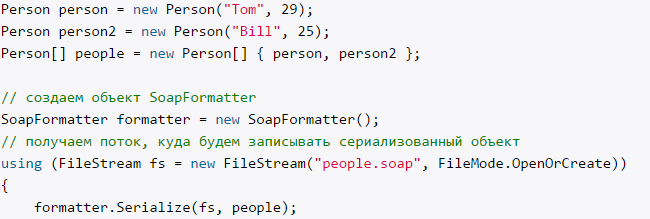 Person person = new Person("Tom", 29);
Person person2 = new Person("Bill", 25);
Person[] people = new Person[] { person, person2 };
// создаем объект SoapFormatter
SoapFormatter formatter = new SoapFormatter();
// получаем поток, куда будем записывать сериализованный объект
using (FileStream fs = new FileStream("people.soap", FileMode.OpenOrCreate))
{
    formatter.Serialize(fs, people);